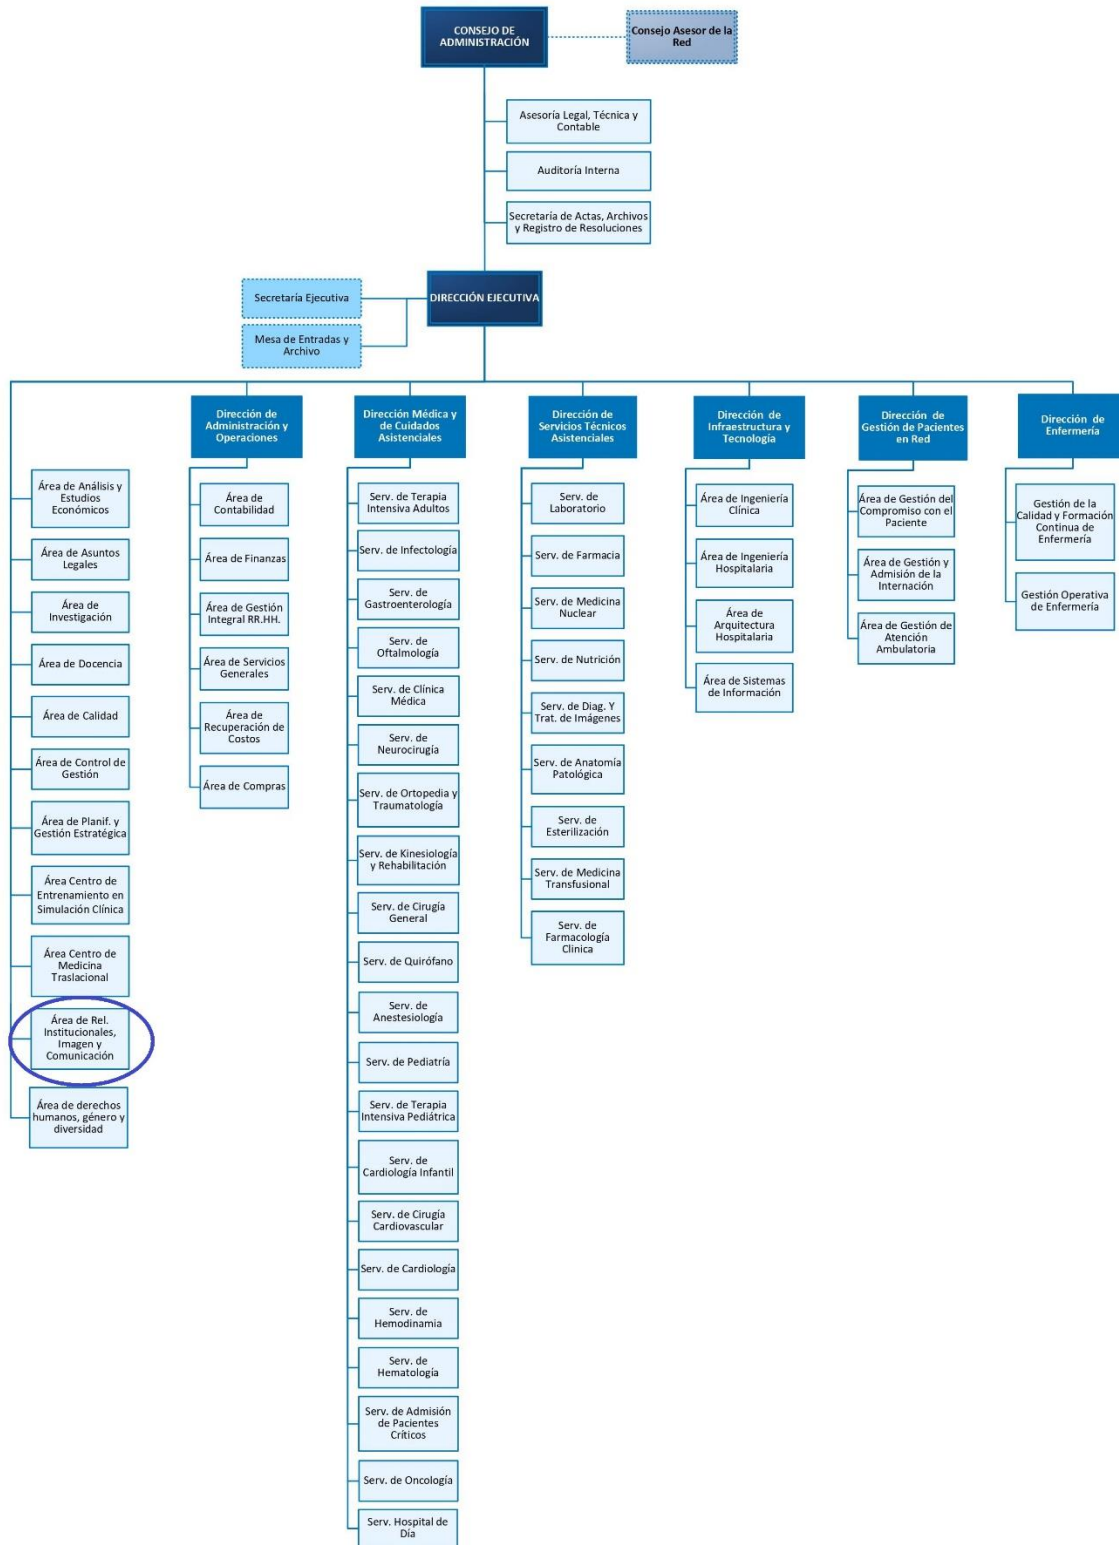 CONSEJO DE
ADMINISTRACIÓN
Consejo Asesor de la
Red
Asesoría Legal, Técnica y
Contable
Auditoría Interna
Secretaría de Actas, Archivos
y Registro de Resoluciones
DIRECCIÓN EJECUTIVA
Secretaría Ejecutiva
Mesa de Entradas y
Archivo
Área de Análisis y
Estudios
Económicos
Área de Asuntos
Legales
Área de
Investigación
Área de Docencia
Área de Calidad
Área de Control de
Gestión
Área de Planif. y
Gestión Estratégica
Área Centro de
Entrenamiento en
Simulación Clínica
Área Centro de
Medicina
Traslacional
Área de Rel.
Institucionales,
Imagen y
Comunicación
Área de derechos
humanos, género y
diversidad
Dirección de
Administración y
Operaciones
Área de
Contabilidad
Área de Finanzas
Área de Gestión
Integral RR.HH.
Área de Servicios
Generales
Área de
Recuperación de
Costos
Área de Compras
Dirección Médica y
de Cuidados
Asistenciales
Serv. de Terapia
Intensiva Adultos
Serv. de Infectología
Serv. de
Gastroenterología
Serv. de
Oftalmología
Serv. de Clínica
Médica
Serv. de
Neurocirugía
Serv. de Ortopedia y
Traumatología
Serv. de Kinesiología
y Rehabilitación
Serv. de Cirugía
General
Serv. de Quirófano
Serv. de
Anestesiología
Serv. de Pediatría
Serv. de Terapia
Intensiva Pediátrica
Serv. de
Cardiología Infantil
Serv. de Cirugía
Cardiovascular
Serv. de Cardiología
Serv. de
Hemodinamia
Serv. de
Hematología
Serv. de Admisión
de Pacientes
Críticos
Serv. de Oncología
Serv. Hospital de
Día
Dirección de
Servicios Técnicos
Asistenciales
Serv. de
Laboratorio
Serv. de Farmacia
Serv. de Medicina
Nuclear
Serv. de Nutrición
Serv. de Diag. Y
Trat. de Imágenes
Serv. de Anatomía
Patológica
Serv. de
Esterilización
Serv. de Medicina
Transfusional
Serv. de
Farmacología
Clinica
Dirección de
Infraestructura y
Tecnología
Área de Ingeniería
Clínica
Área de Ingeniería
Hospitalaria
Área de
Arquitectura
Hospitalaria
Área de Sistemas
de Información
Dirección de
Gestión de Pacientes
en Red
Área de Gestión del
Compromiso con el
Paciente
Área de Gestión y
Admisión de la
Internación
Área de Gestión de
Atención
Ambulatoria
Dirección de
Enfermería
Gestión de la
Calidad y Formación
Continua de
Enfermería
Gestión Operativa
de Enfermería